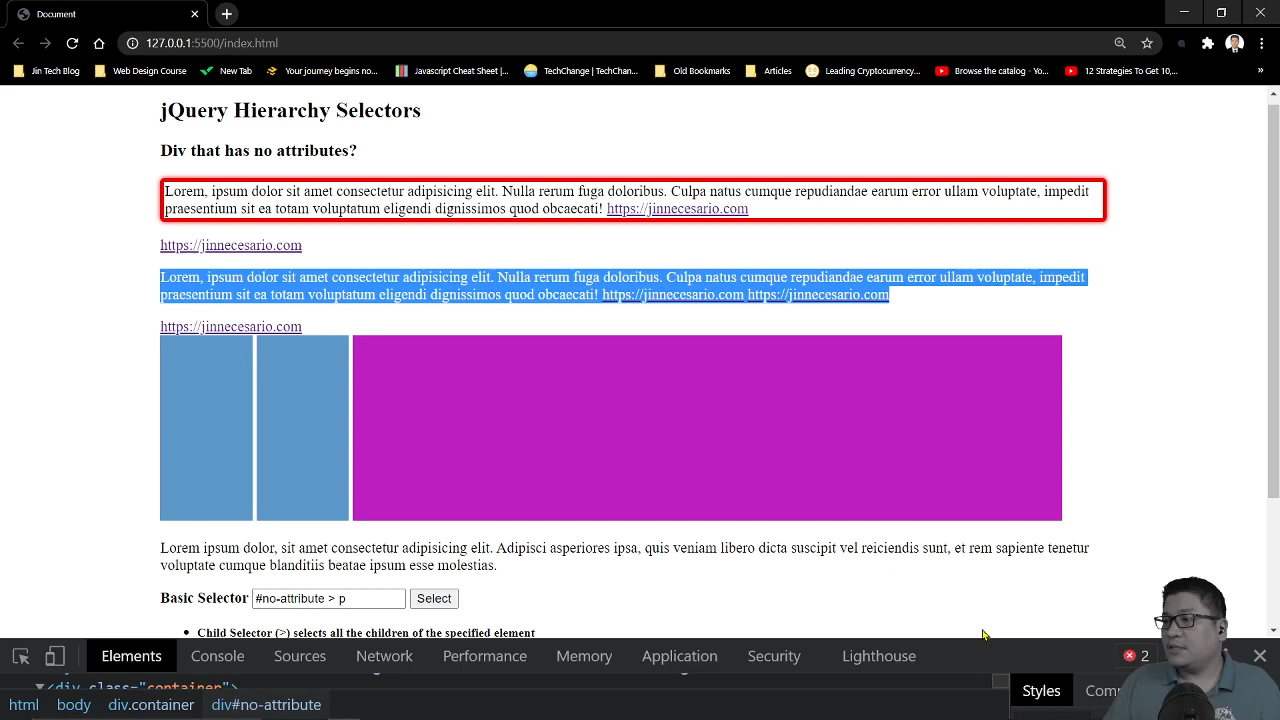 Document
127.0.0.1:5500/index.html
Jin Tech Blog Web Design Course New Tab Your journey begins no... Javascript Cheat Sheet |... TechChange | TechChan... Old Bookmarks Articles Leading Cryptocurrency... Browse the catalog - Yo... 12 Strategies To Get 10,... »
jQuery Hierarchy Selectors
Div that has no attributes?
Lorem, ipsum dolor sit amet consectetur adipisicing elit. Nulla rerum fuga doloribus. Culpa natus cumque repudiandae earum error ullam voluptate, impedit
praesentium sit ea totam voluptatum eligendi dignissimos quod obcaecati! https://jinnecesario.com
https://jinnecesario.com
Lorem, ipsum dolor sit amet consectetur adipisicing elit. Nulla rerum fuga doloribus. Culpa natus cumque repudiandae earum error ullam voluptate, impedit
praesentium sit ea totam voluptatum eligendi dignissimos quod obcaecati! https://jinnecesario.com https://jinnecesario.com
https://jinnecesario.com
Lorem ipsum dolor, sit amet consectetur adipisicing elit. Adipisci asperiores ipsa, quis veniam libero dicta suscipit vel reiciendis sunt, et rem sapiente tenetur
voluptate cumque blanditiis beatae ipsum esse molestias.
Basic Selector #no-attribute > p Select
• Child Selector (>) selects all the children of the specified element
Elements Console Sources Network Performance Memory Application Security Lighthouse 2
<div class="container">
html body div.container div#no-attribute Styles Comp